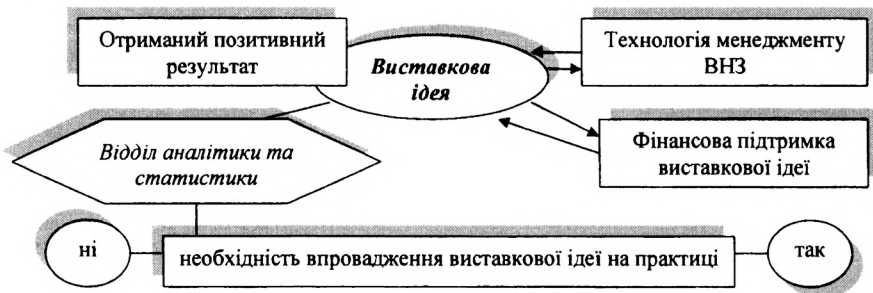 Отриманий позитивний
результат
Виставкова
ідея
Технологія менеджменту
ВНЗ
Відділ аналітики та
статистики
Фінансова підтримка
виставкової ідеї
ні
необхідність впровадження виставкової ідеї на практиці
так